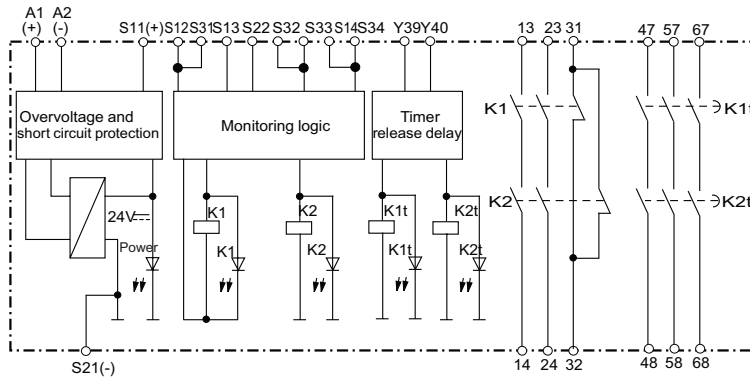 A1 A2
(+) (-)
S11(+) S12 S31 S13 S22 S32 S33 S14 S34 Y39 Y40
13 23 31 47 57 67
Overvoltage and
short circuit protection
Monitoring logic
Timer
release delay
K1
K1t
K2
K2t
24V
Power
K1
K1
K2
K2
K1t
K1t
K2t
K2t
S21(-)
14 24 32 48 58 68